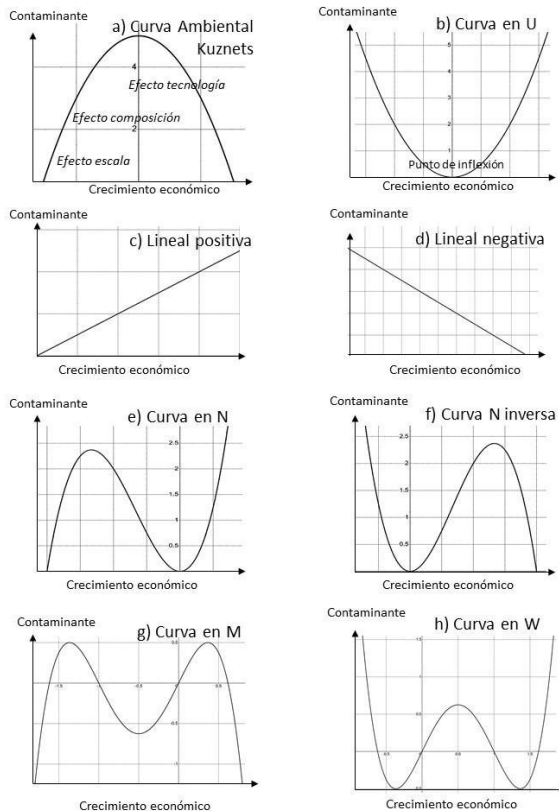 Contaminante
a) Curva Ambiental
Kuznets
4
Efecto tecnología
Efecto composición
2
Efecto escala
Crecimiento económico
Contaminante
b) Curva en U
5
4
3
2
1
Punto de inflexión
Crecimiento económico
Contaminante
c) Lineal positiva
Crecimiento económico
Contaminante
d) Lineal negativa
Crecimiento económico
Contaminante
e) Curva en N
2.5
2
1.5
1
0.5
Crecimiento económico
Contaminante
f) Curva N inversa
2.5
2
1.5
1
0.5
Crecimiento económico
Contaminante
g) Curva en M
Crecimiento económico
Contaminante
h) Curva en W
Crecimiento económico